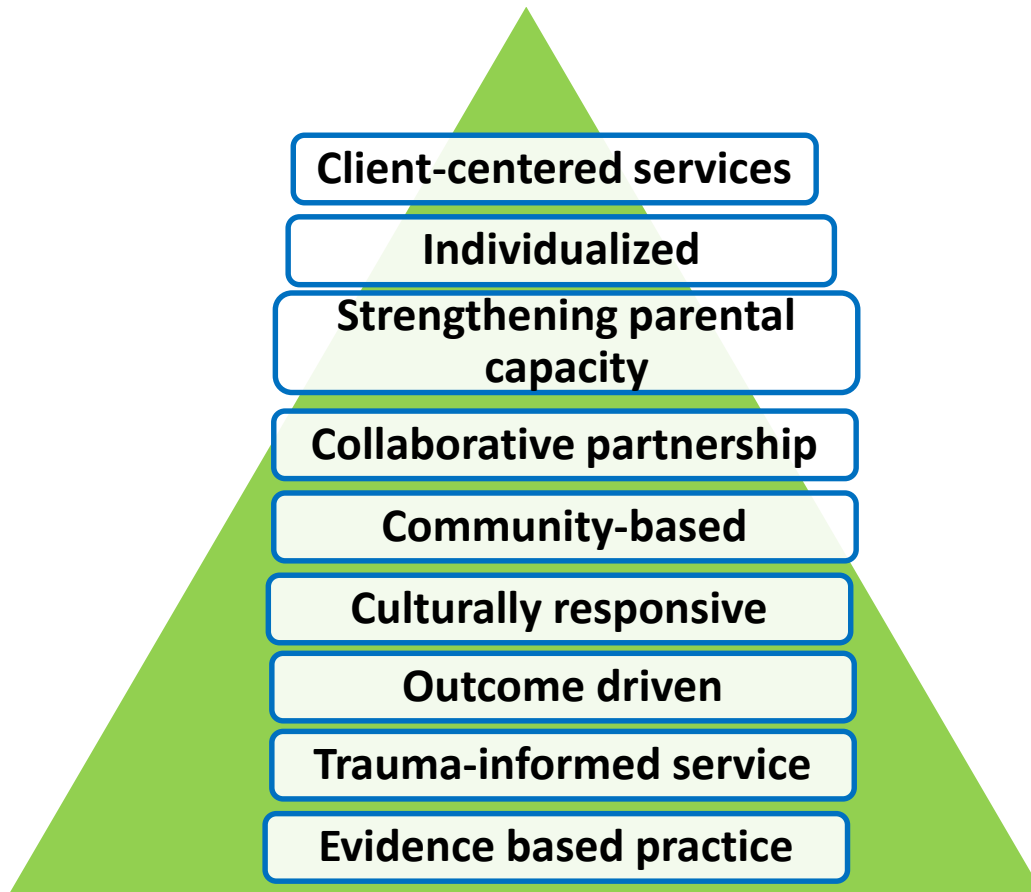 Client-centered services
Individualized
Strengthening parental
capacity
Collaborative partnership
Community-based
Culturally responsive
Outcome driven
Trauma-informed service
Evidence based practice